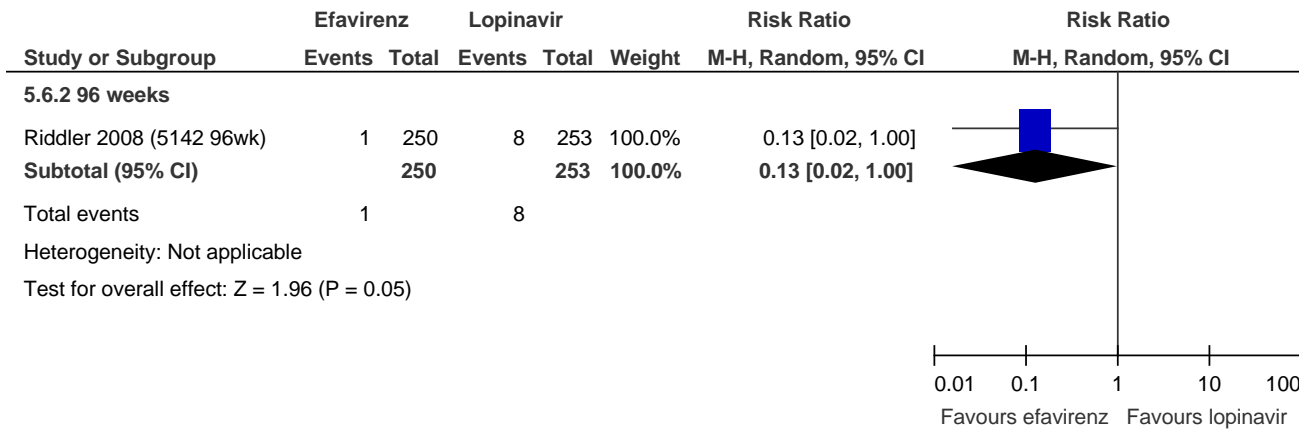 Efavirenz Lopinavir Risk Ratio Risk Ratio
Study or Subgroup Events Total Events Total Weight M-H, Random, 95% CI M-H, Random, 95% CI
5.6.2 96 weeks
Riddler 2008 (5142 96wk) 1 250 8 253 100.0% 0.13 [0.02, 1.00]
Subtotal (95% CI) 250 253 100.0% 0.13 [0.02, 1.00]
Total events 1 8
Heterogeneity: Not applicable
Test for overall effect: Z = 1.96 (P = 0.05)
0.01 0.1 1 10 100
Favours efavirenz Favours lopinavir